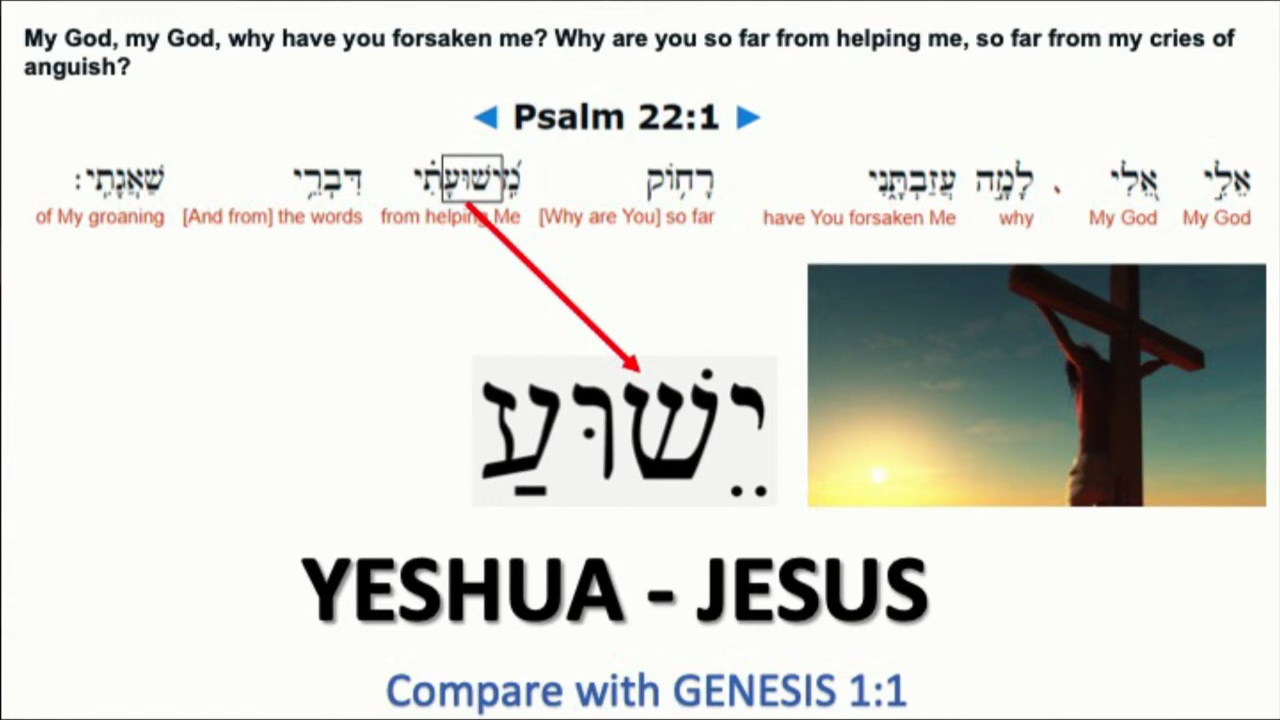 My God, my God, why have you forsaken me? Why are you so far from helping me, so far from my cries of
anguish?
◄ Psalm 22:1 ►
אֵלִ֣י אֵ֭לִי לָמָ֣ה עֲזַבְתָּ֑נִי רָח֥וֹק מִֽ֝ישׁוּעָתִ֗י דִּבְרֵ֥י שַׁאֲגָתִֽי׃
of My groaning [And from] the words from helping Me [Why are You] so far have You forsaken Me why My God My God
יֵשׁוּעַ
YESHUA - JESUS
Compare with GENESIS 1:1